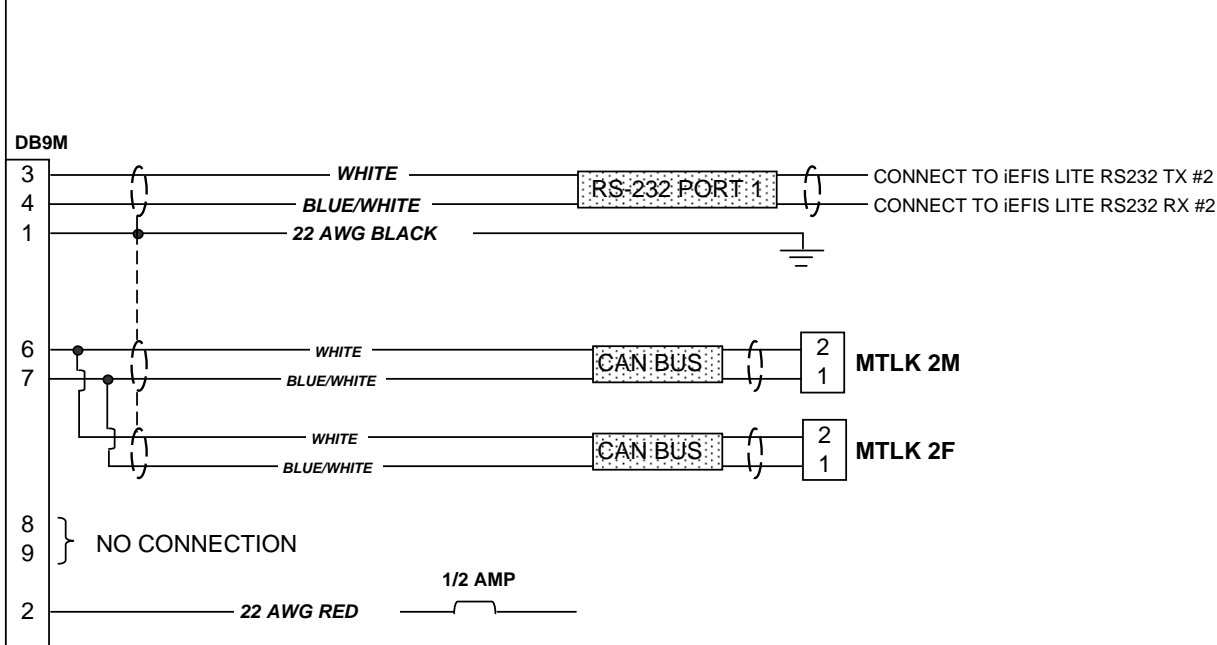 DB9M
3 WHITE RS-232 PORT 1 CONNECT TO iEFIS LITE RS232 TX #2
4 BLUE/WHITE CONNECT TO iEFIS LITE RS232 RX #2
1 22 AWG BLACK
6 WHITE CAN BUS 2 MTLK 2M
7 BLUE/WHITE 1
WHITE CAN BUS 2 MTLK 2F
BLUE/WHITE 1
8
9 NO CONNECTION
1/2 AMP
2 22 AWG RED